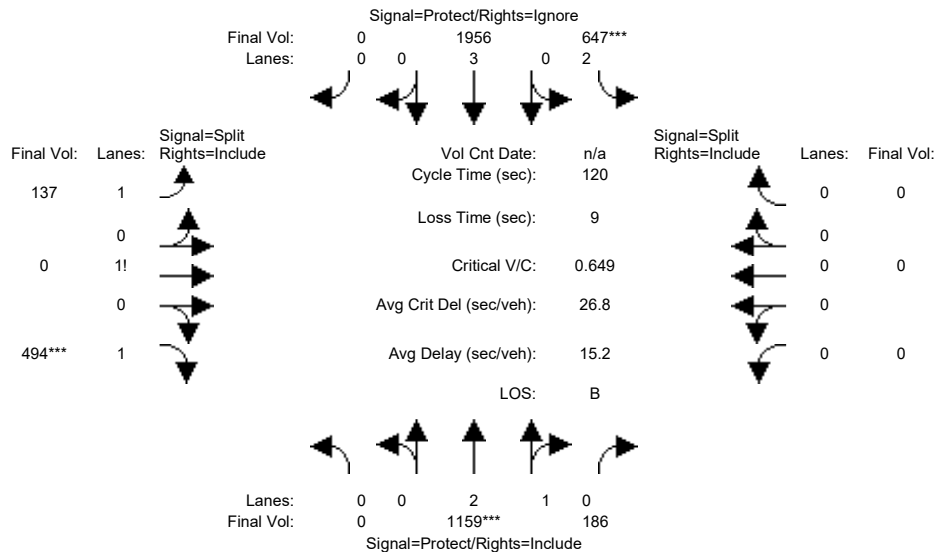 Signal=Protect/Rights=Ignore
Final Vol: 0 1956 647***
Lanes: 0 0 3 0 2
Signal=Split
Final Vol: Lanes: Rights=Include
Vol Cnt Date: n/a
Signal=Split
Rights=Include Lanes: Final Vol:
Cycle Time (sec): 120
137 1
0 0
Loss Time (sec): 9
0
0
0 1!
Critical V/C: 0.649
0 0
0
Avg Crit Del (sec/veh): 26.8
0
494*** 1
Avg Delay (sec/veh): 15.2
0 0
LOS: B
Lanes: 0 0 2 1 0
Final Vol: 0 1159*** 186
Signal=Protect/Rights=Include